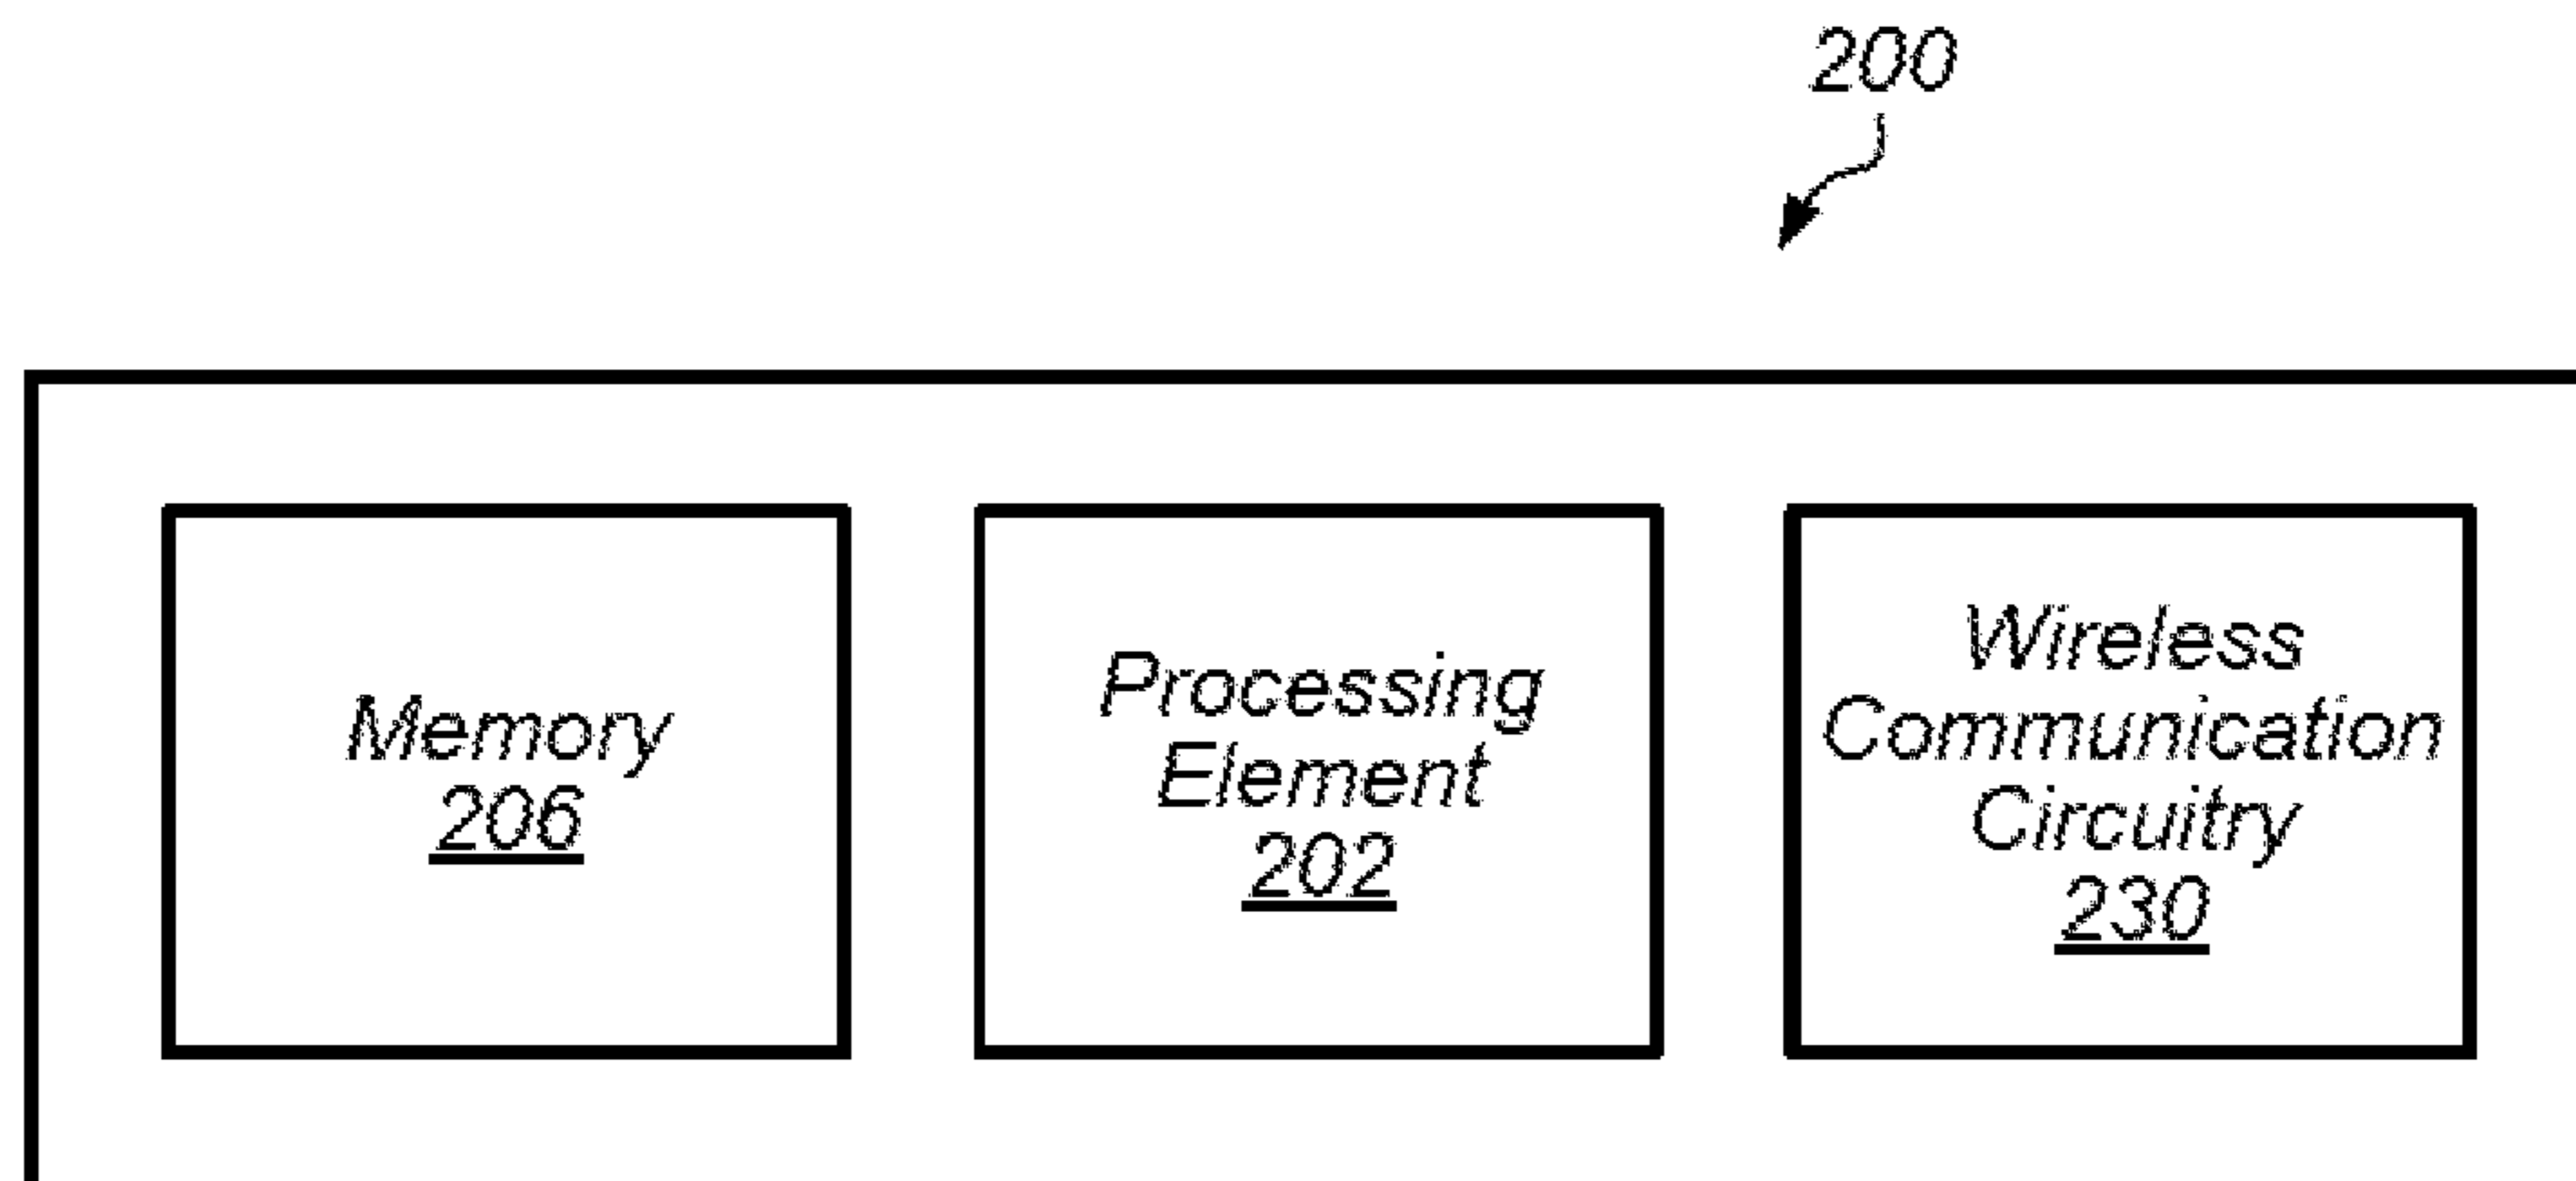 200
Memory
206
Processing
Element
202
Wireless
Communication
Circuitry
230